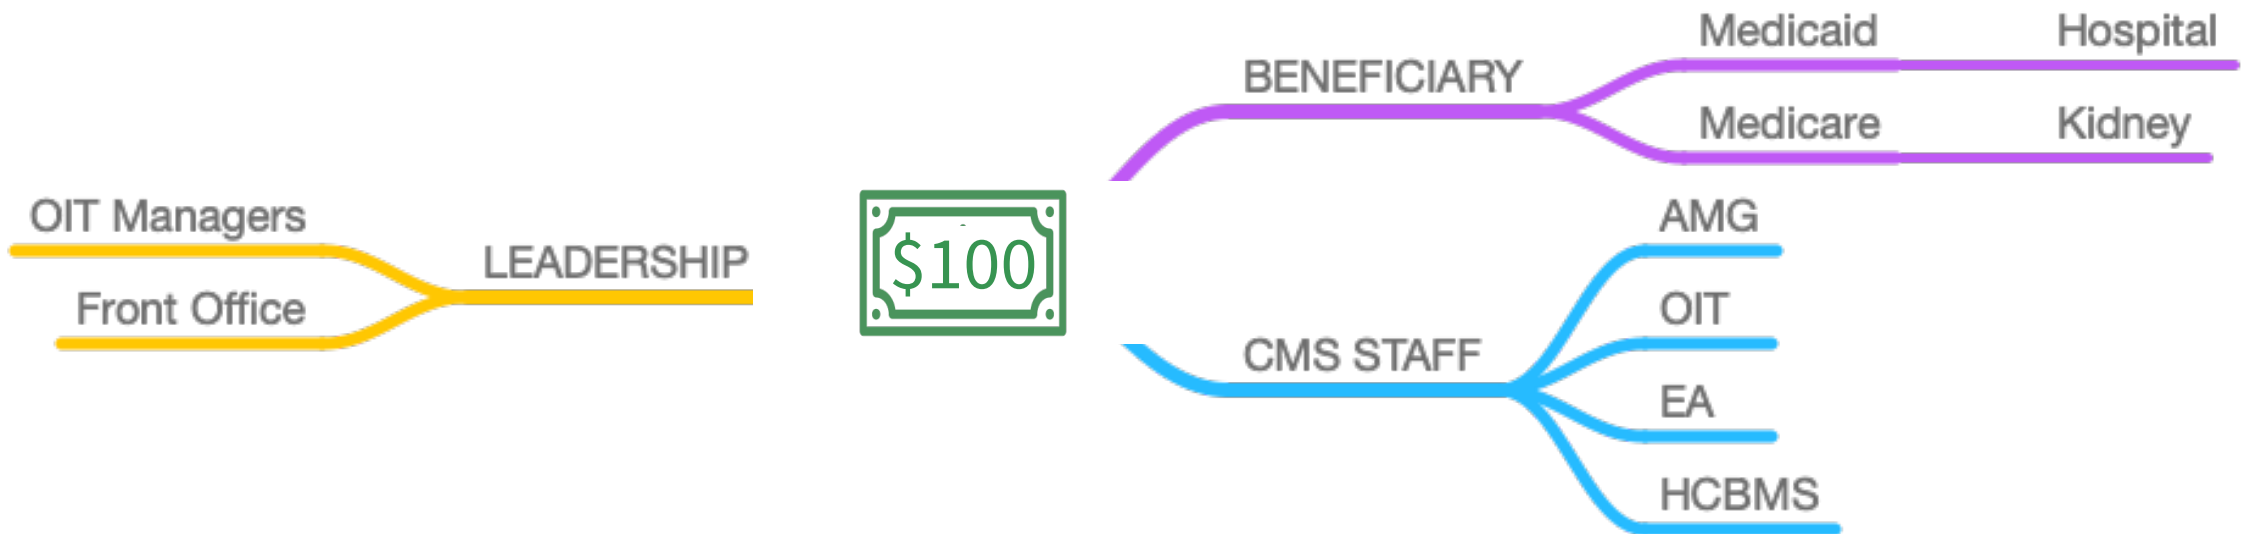 Medicaid
Hospital
BENEFICIARY
Medicare
Kidney
OIT Managers
AMG
LEADERSHIP
$100
Front Office
OIT
CMS STAFF
EA
HCBMS